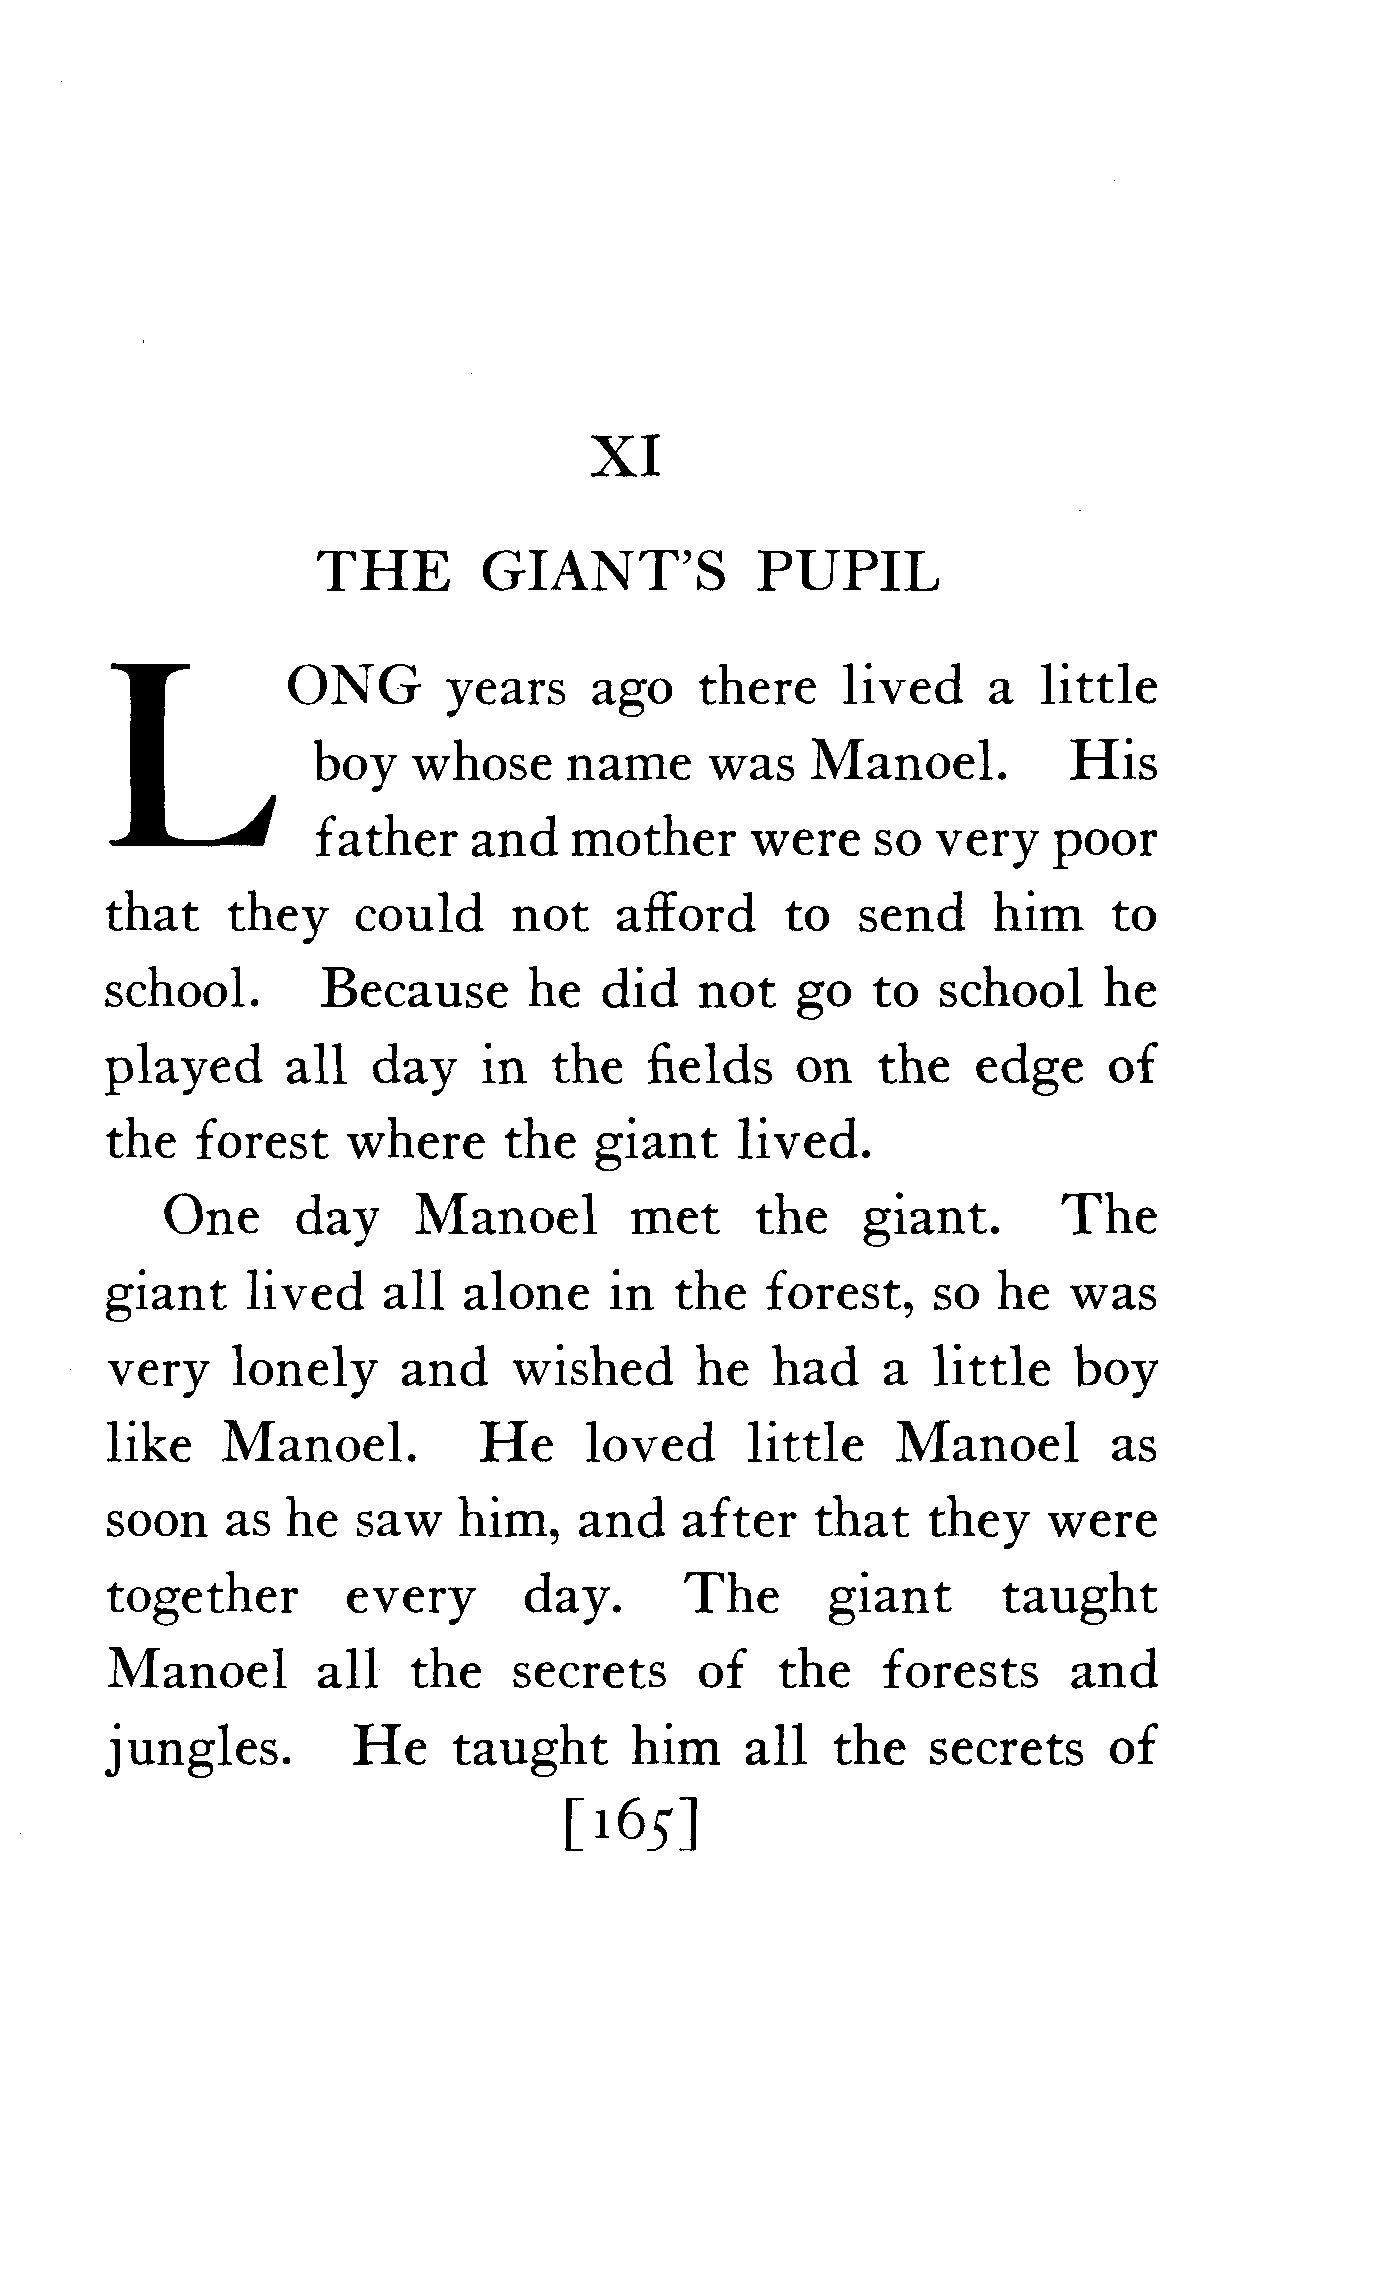 XI
THE GIANT'S PUPIL
LONG years ago there lived a little
boy whose name was Manoel. His
father and mother were so very poor
that they could not afford to send him to
school. Because he did not go to school he
played all day in the fields on the edge of
the forest where the giant lived.
One day Manoel met the giant. The
giant lived all alone in the forest, so he was
very lonely and wished he had a little boy
like Manoel. He loved little Manoel as
soon as he saw him, and after that they were
together every day. The giant taught
Manoel all the secrets of the forests and
jungles. He taught him all the secrets of
[165]